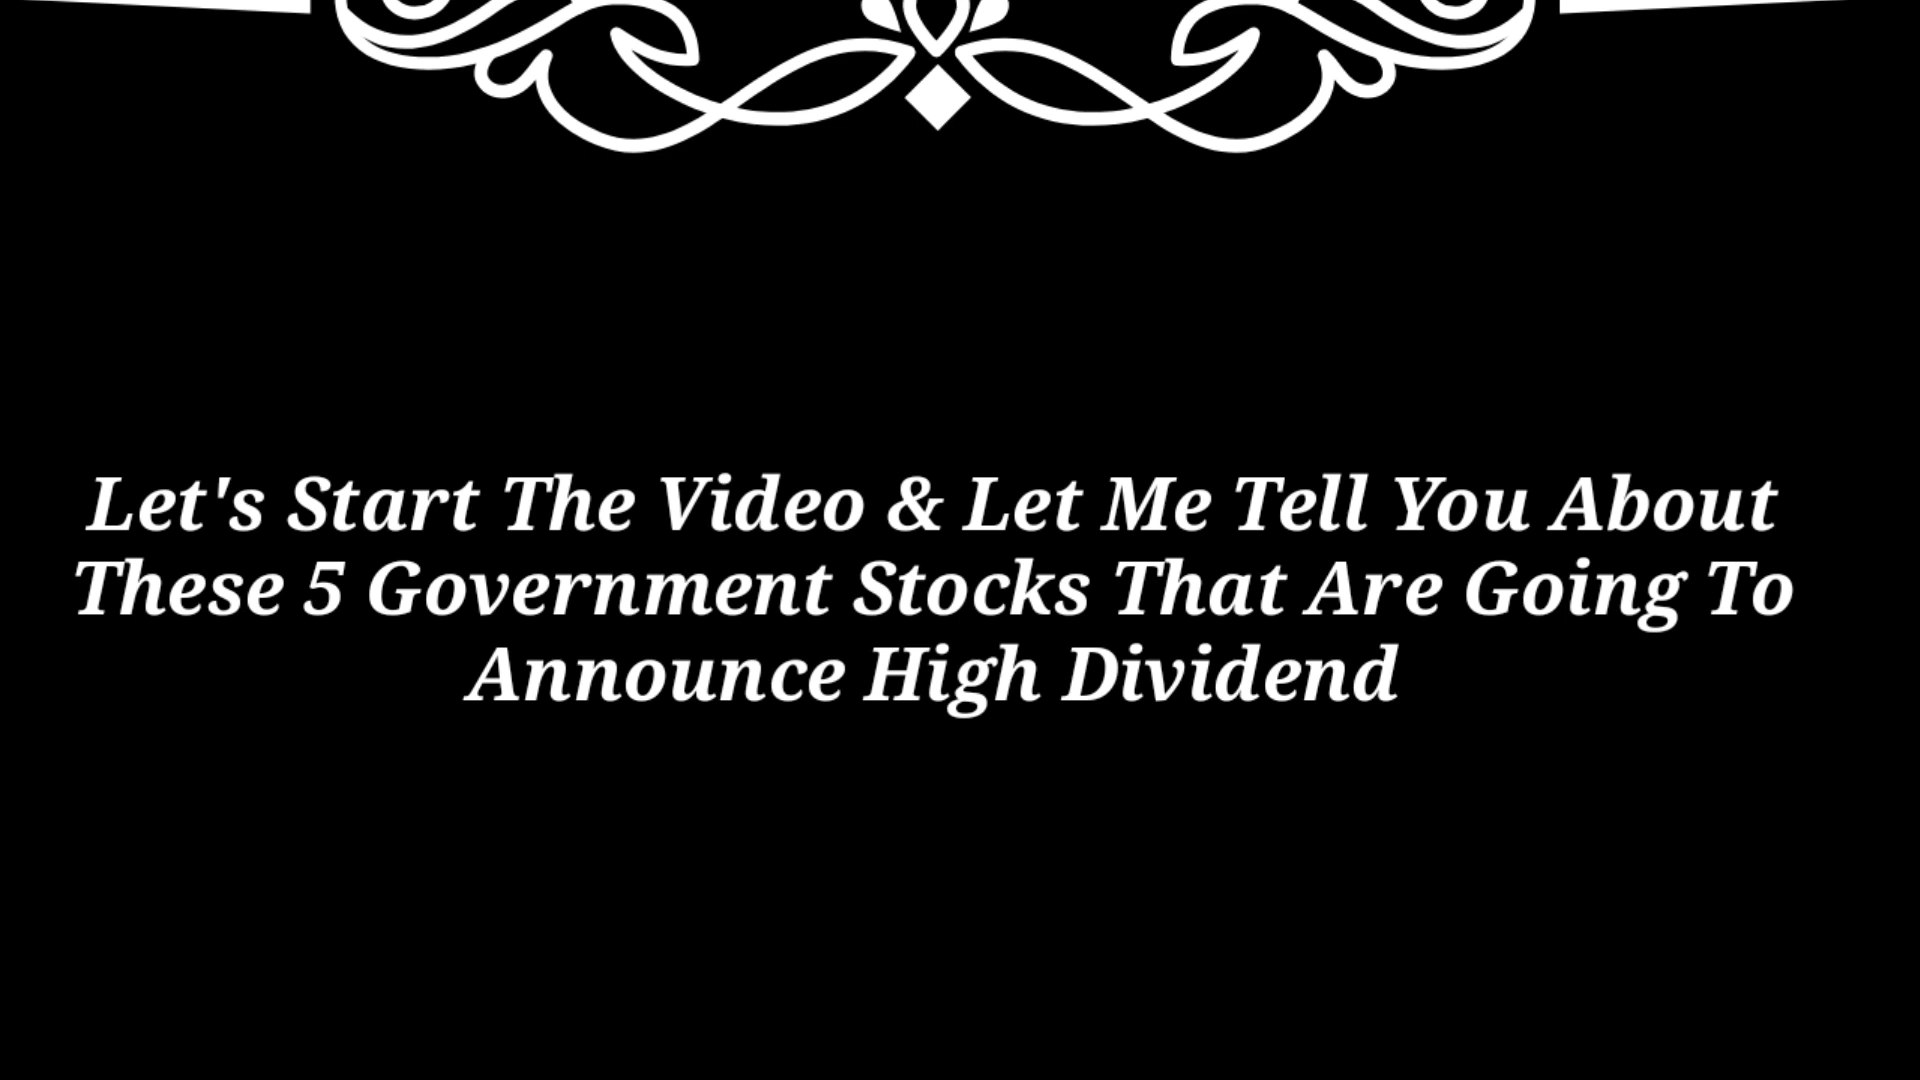 Let's Start The Video & Let Me Tell You About
These 5 Government Stocks That Are Going To
Announce High Dividend